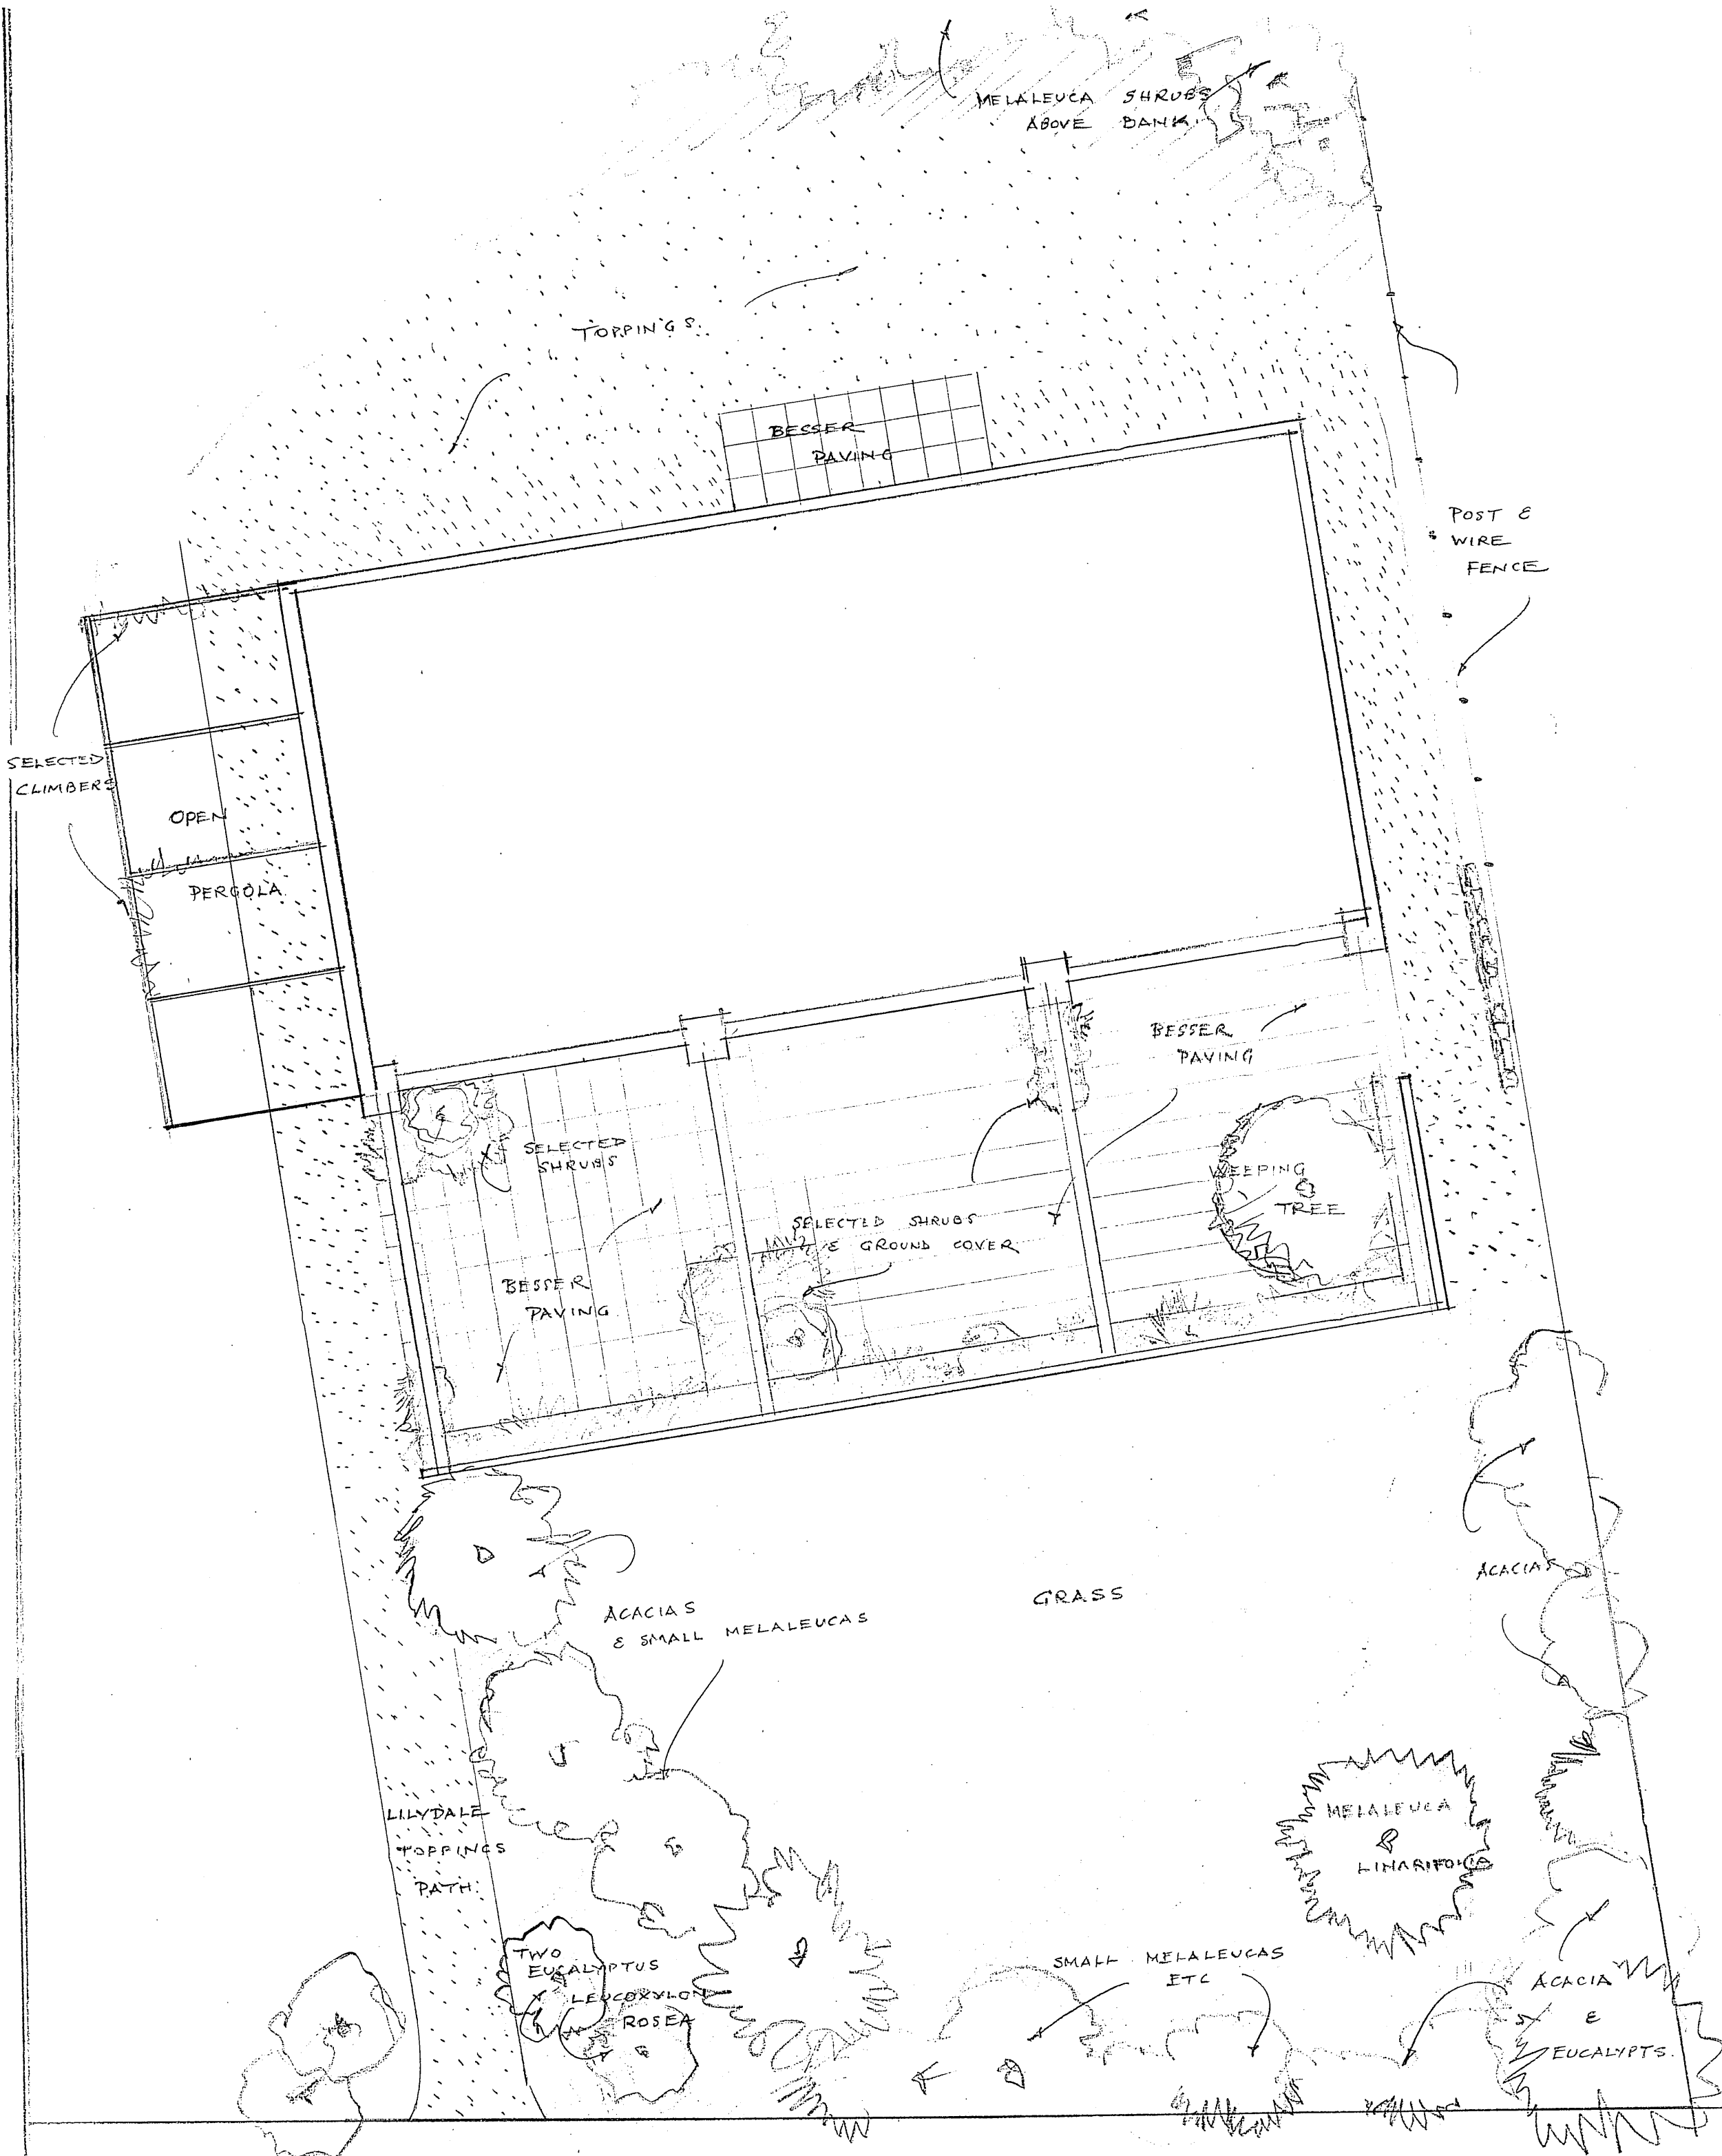 MELALEUCA SHRUBS
ABOVE BANK
TOPPINGS.
BESSER
PAVING
POST &
WIRE
FENCE
SELECTED
CLIMBERS
OPEN
PERGOLA
BESSER
PAVING
SELECTED
SHRUBS
WEEPING
TREE
SELECTED SHRUBS
& GROUND COVER
BESSER
PAVING
ACACIAS
& SMALL MELALEUCAS
GRASS
ACACIAS
LILYDALE
TOPPINGS
PATH
MELALEUCA
LINARIFOLIA
TWO
EUCALYPTUS
LEUCOXYLON
ROSEA
SMALL MELALEUCAS
ETC
ACACIA
&
EUCALYPTS.